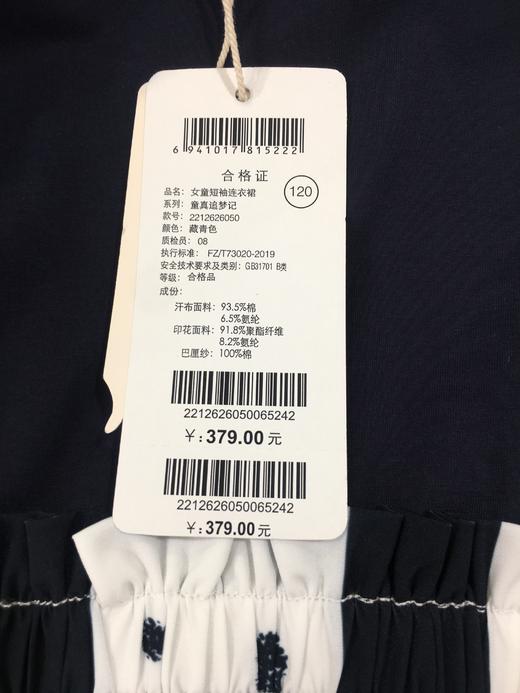 6 941017 815222
合格证
品名: 女童短袖连衣裙
120
系列: 童真追梦记
款号: 2212626050
颜色: 藏青色
质检员: 08
执行标准: FZ/T73020-2019
安全技术要求及类别: GB31701 B类
等级: 合格品
成份:
汗布面料: 93.5%棉
6.5%氨纶
印花面料: 91.8%聚酯纤维
8.2%氨纶
巴厘纱: 100%棉
2212626050065242
￥: 379.00 元
2212626050065242
￥: 379.00 元